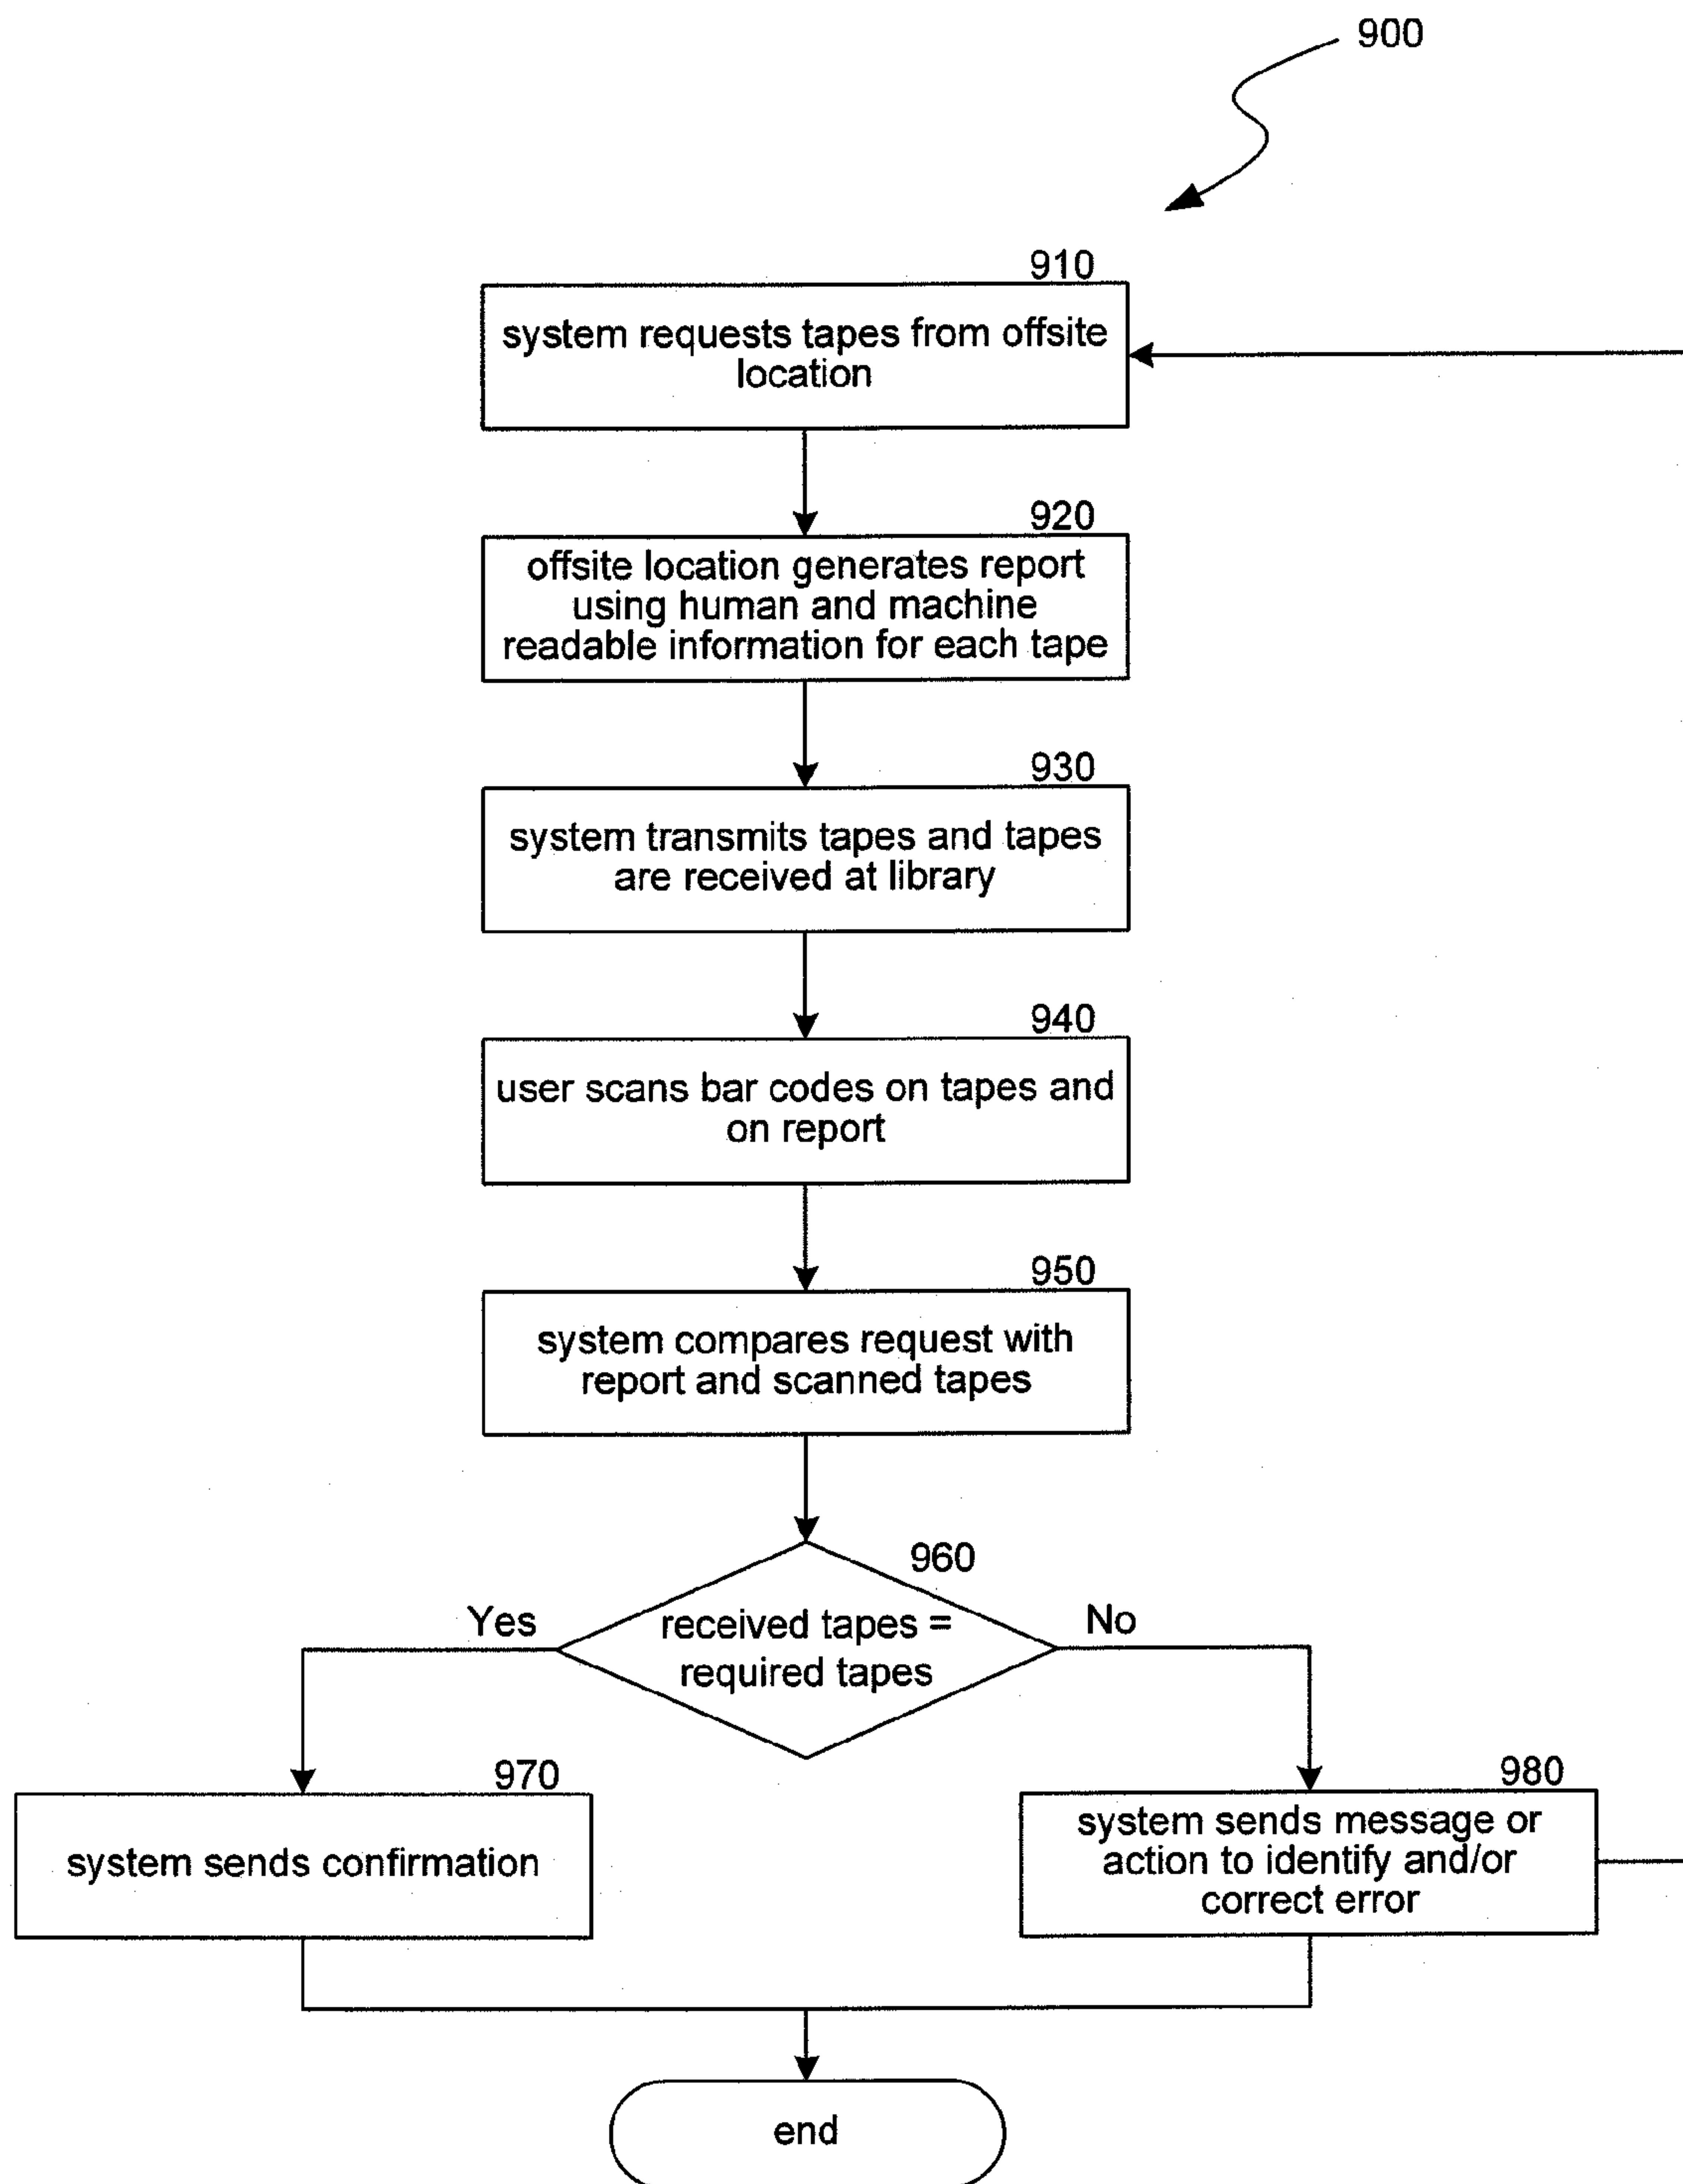 900
910
system requests tapes from offsite
location
920
offsite location generates report
using human and machine
readable information for each tape
930
system transmits tapes and tapes
are received at library
940
user scans bar codes on tapes and
on report
950
system compares request with
report and scanned tapes
960
received tapes =
required tapes
Yes
No
970
system sends confirmation
980
system sends message or
action to identify and/or
correct error
end